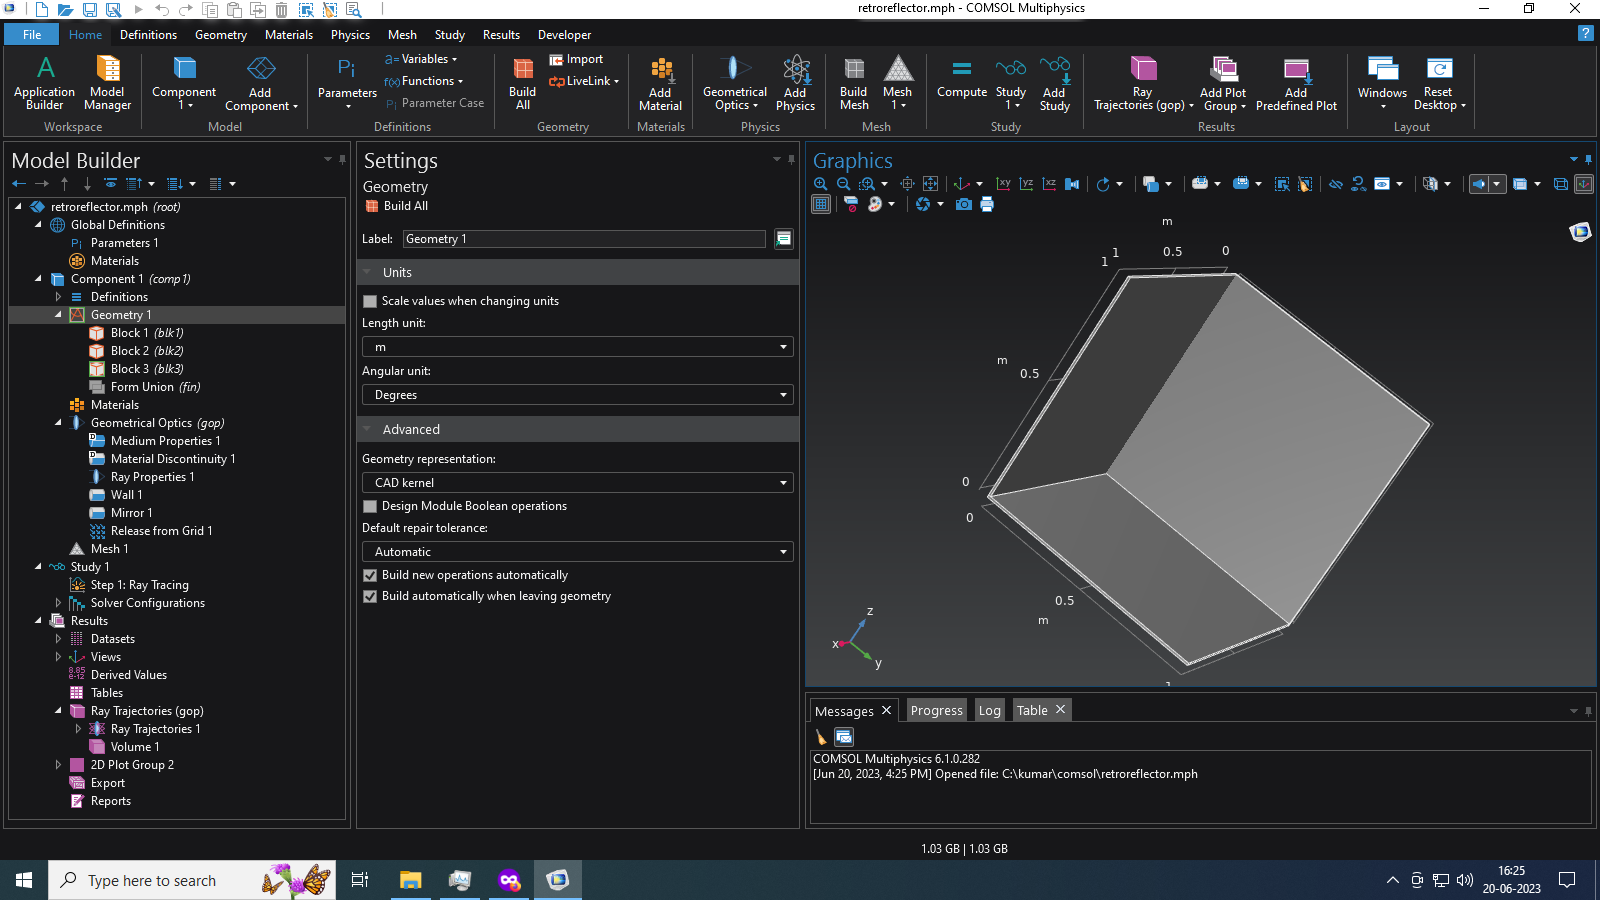 retroreflector.mph - COMSOL Multiphysics
File Home Definitions Geometry Materials Physics Mesh Study Results Developer
Application Builder
Model Manager
Workspace
Component 1
Add Component
Model
Parameters
a= Variables
f(x) Functions
Pi Parameter Case
Definitions
Build All
Import
LiveLink
Geometry
Add Material
Materials
Geometrical Optics
Add Physics
Physics
Build Mesh
Mesh 1
Mesh
Compute
Study 1
Add Study
Study
Ray Trajectories (gop)
Add Plot Group
Add Predefined Plot
Results
Windows
Reset Desktop
Layout
Model Builder
retroreflector.mph (root)
Global Definitions
Pi Parameters 1
Materials
Component 1 (comp1)
Definitions
Geometry 1
Block 1 (blk1)
Block 2 (blk2)
Block 3 (blk3)
Form Union (fin)
Materials
Geometrical Optics (gop)
Medium Properties 1
Material Discontinuity 1
Ray Properties 1
Wall 1
Mirror 1
Release from Grid 1
Mesh 1
Study 1
Step 1: Ray Tracing
Solver Configurations
Results
Datasets
Views
8.85 e-12 Derived Values
Tables
Ray Trajectories (gop)
Ray Trajectories 1
Volume 1
2D Plot Group 2
Export
Reports
Settings
Geometry
Build All
Label: Geometry 1
Units
Scale values when changing units
Length unit:
m
Angular unit:
Degrees
Advanced
Geometry representation:
CAD kernel
Design Module Boolean operations
Default repair tolerance:
Automatic
Build new operations automatically
Build automatically when leaving geometry
Graphics
xy yz xz
m
1 1 0.5 0
m
0.5
0
0
0.5
m
1
z
x
y
Messages Progress Log Table
COMSOL Multiphysics 6.1.0.282
[Jun 20, 2023, 4:25 PM] Opened file: C:\kumar\comsol\retroreflector.mph
1.03 GB | 1.03 GB
Type here to search
16:25
20-06-2023